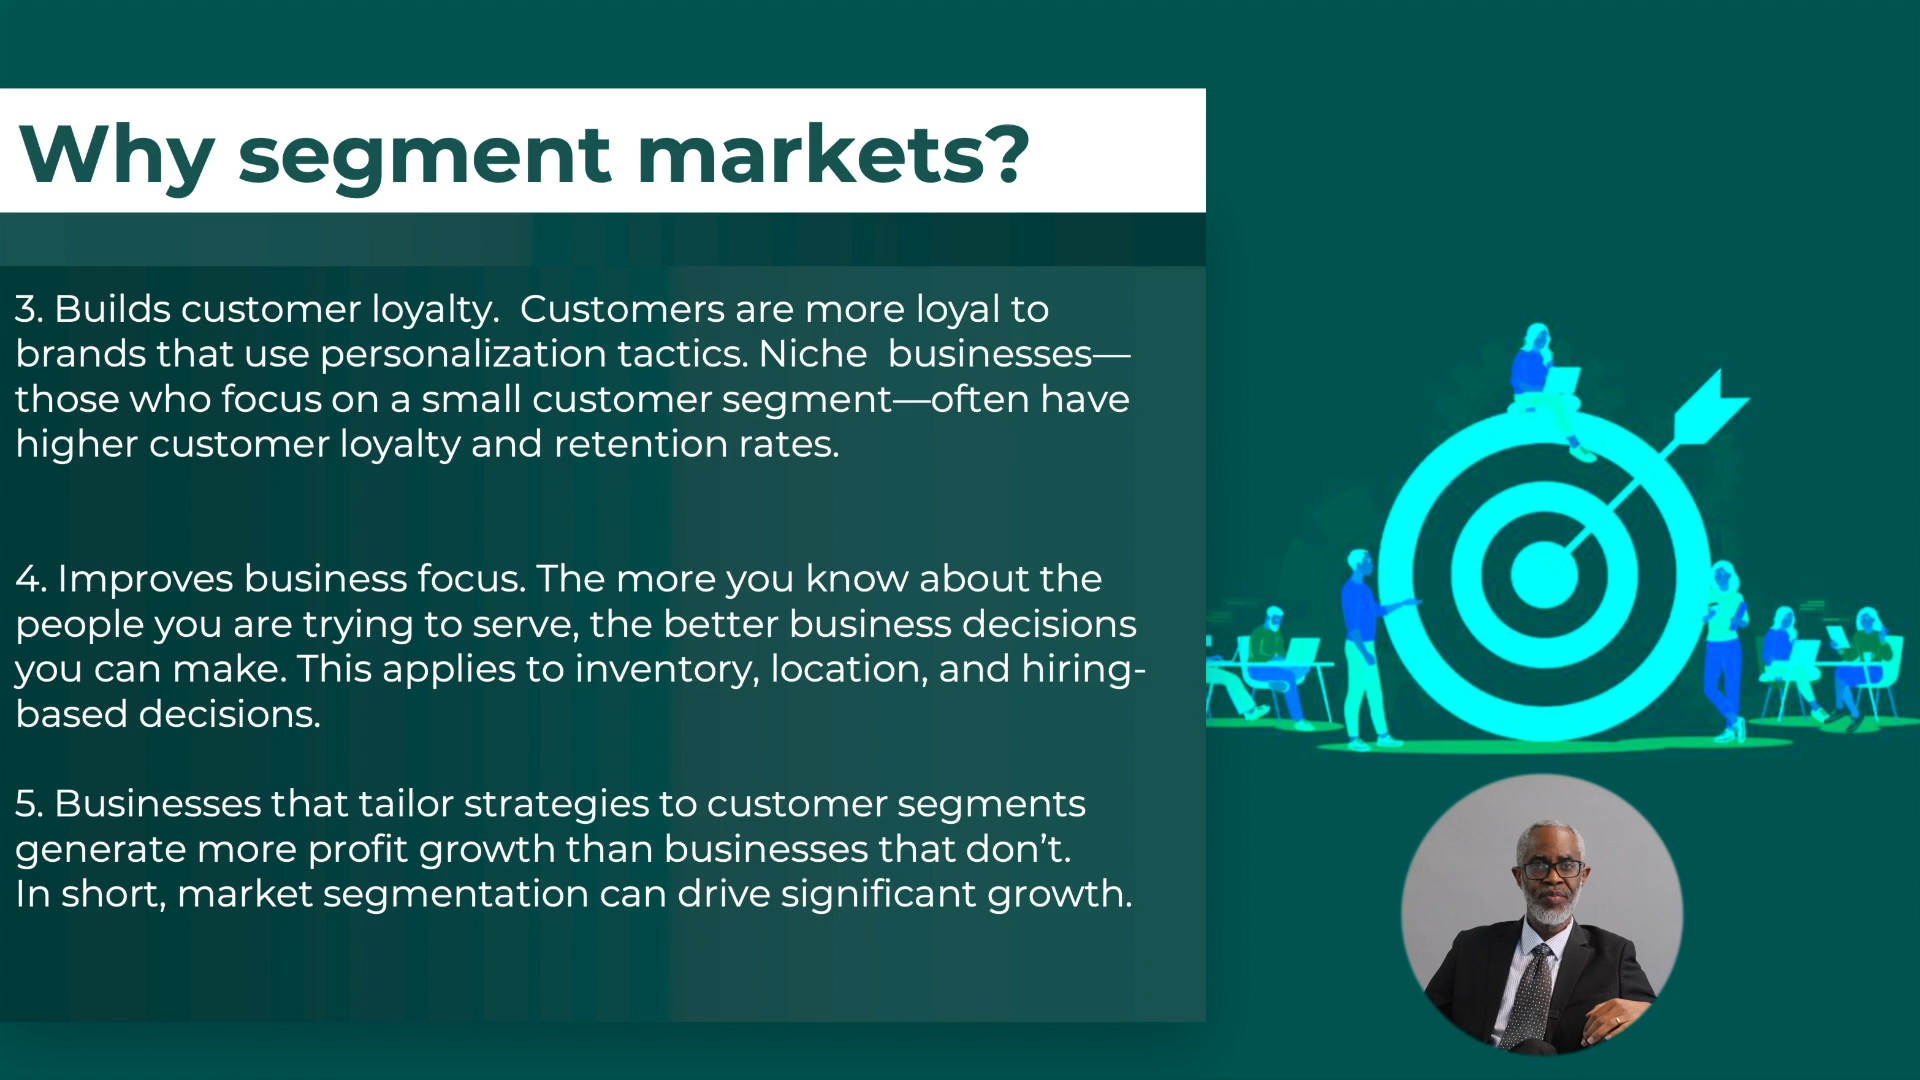 Why segment markets?
3. Builds customer loyalty.  Customers are more loyal to
brands that use personalization tactics. Niche  businesses—
those who focus on a small customer segment—often have
higher customer loyalty and retention rates.
4. Improves business focus. The more you know about the
people you are trying to serve, the better business decisions
you can make. This applies to inventory, location, and hiring-
based decisions.
5. Businesses that tailor strategies to customer segments
generate more profit growth than businesses that don’t.
In short, market segmentation can drive significant growth.